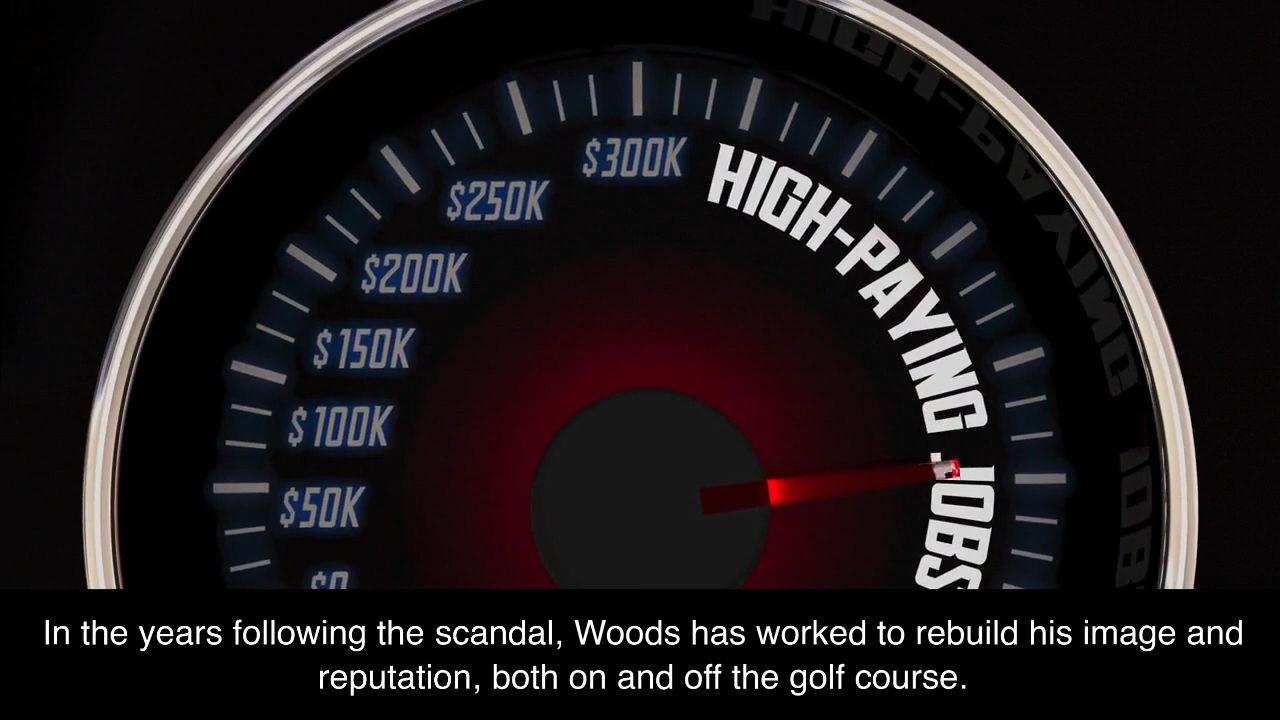 $300K
HIGH-PAYING JOBS
$250K
$200K
$150K
$100K
$50K
$0
In the years following the scandal, Woods has worked to rebuild his image and
reputation, both on and off the golf course.